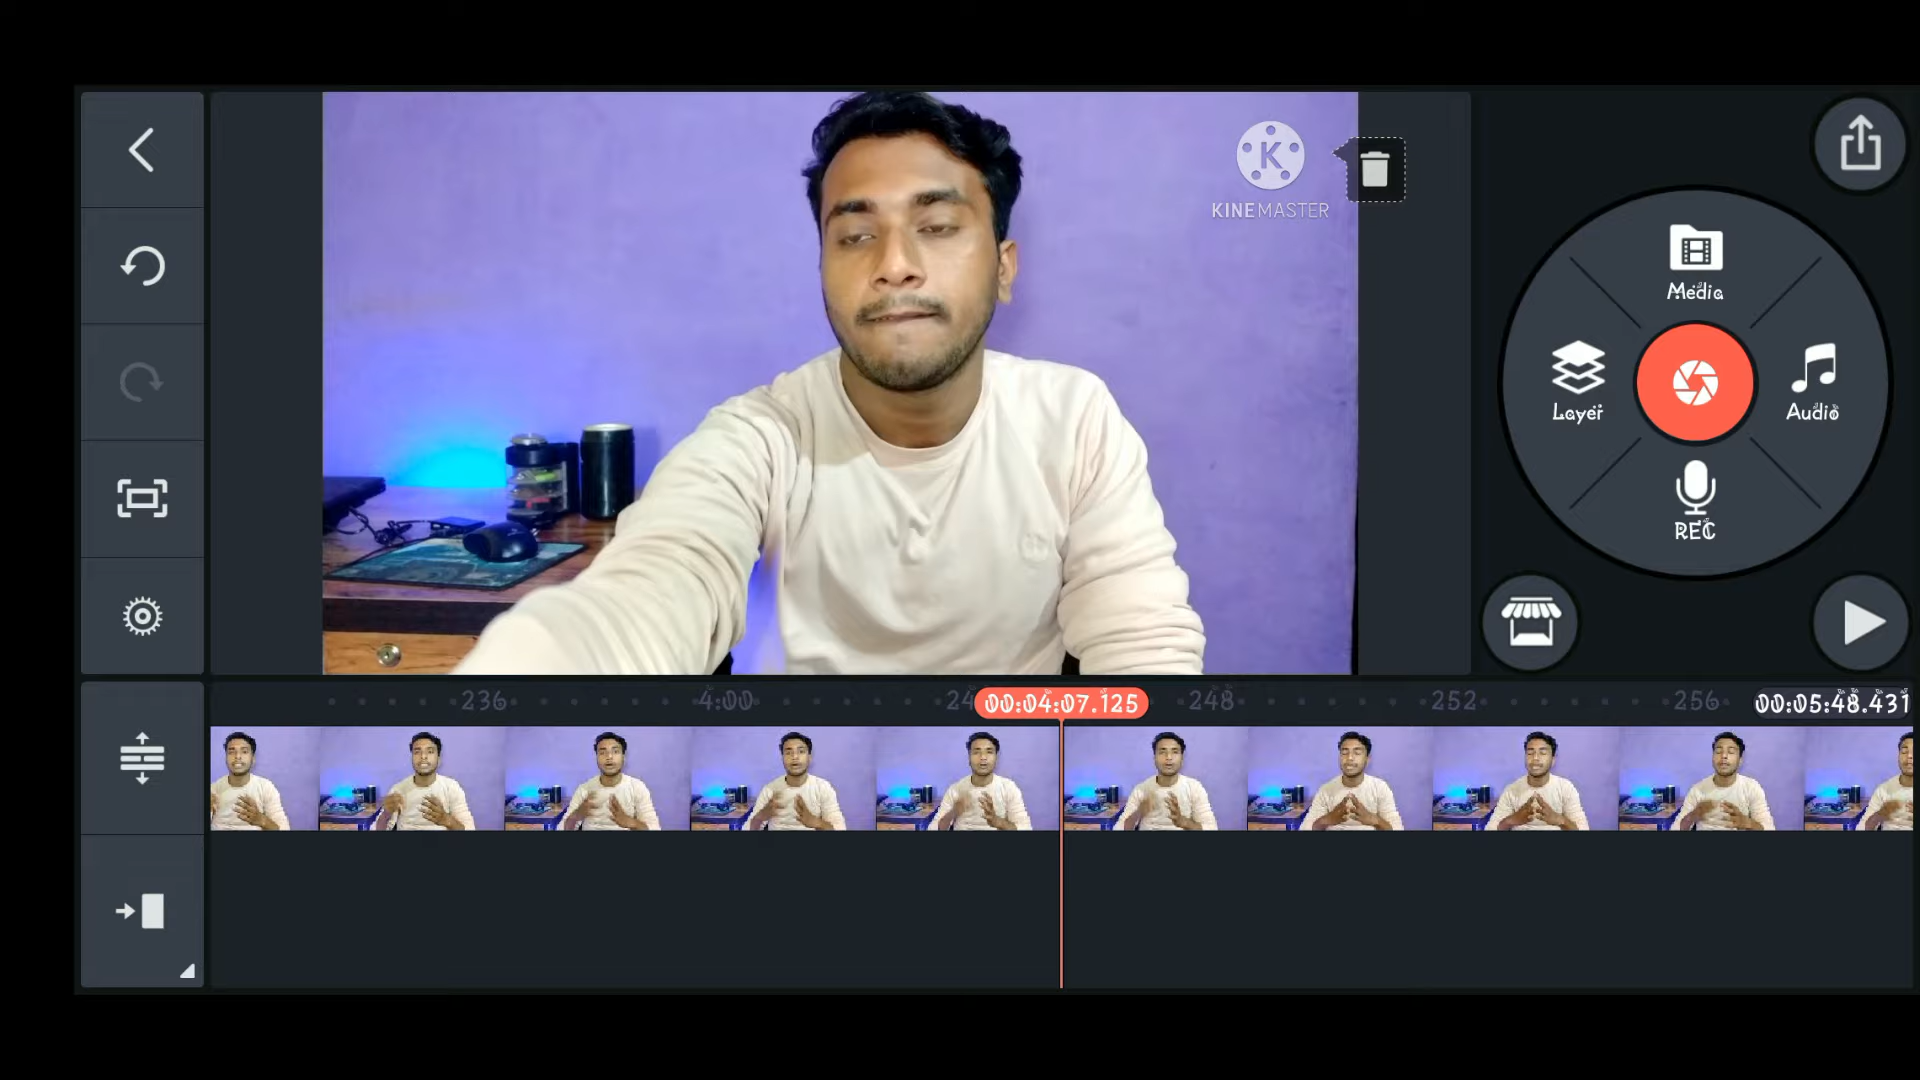 K
KINEMASTER
Media
Layer
Audio
REC
236
4:00
24
00:04:07.125
248
252
256
00:05:48.431